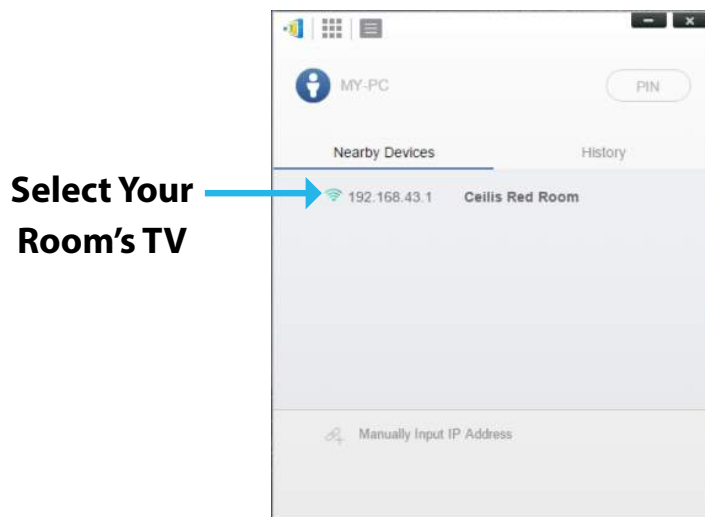 MY-PC
PIN
Nearby Devices
History
Select Your
Room's TV
192.168.43.1 Ceilis Red Room
Manually Input IP Address